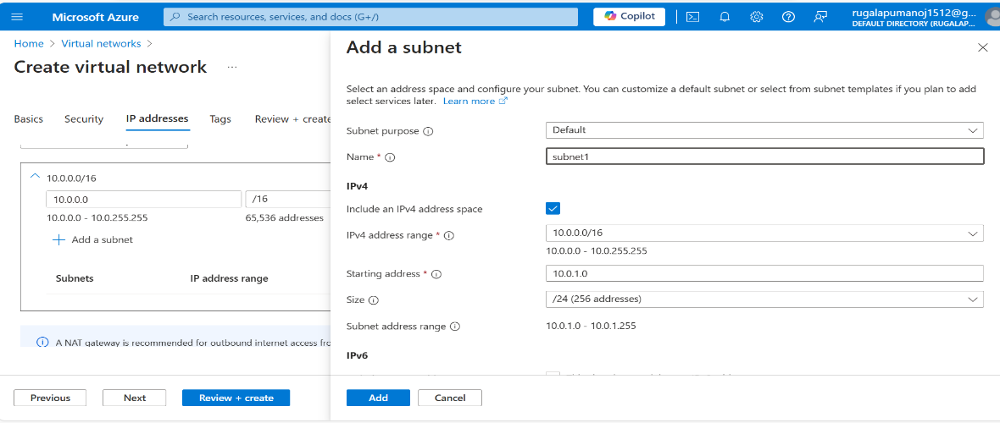 Microsoft Azure
Search resources, services, and docs (G+/)
Copilot
rugalapumanoj1512@g...
DEFAULT DIRECTORY (RUGALAP...
Home > Virtual networks >
Create virtual network ...
Basics Security IP addresses Tags Review + create
10.0.0.0/16
10.0.0.0 /16
10.0.0.0 - 10.0.255.255 65,536 addresses
Add a subnet
Subnets IP address range
A NAT gateway is recommended for outbound internet access fro
Previous Next Review + create
Add a subnet
Select an address space and configure your subnet. You can customize a default subnet or select from subnet templates if you plan to add
select services later. Learn more
Subnet purpose Default
Name * subnet1
IPv4
Include an IPv4 address space
IPv4 address range * 10.0.0.0/16
10.0.0.0 - 10.0.255.255
Starting address * 10.0.1.0
Size /24 (256 addresses)
Subnet address range 10.0.1.0 - 10.0.1.255
IPv6
Add Cancel